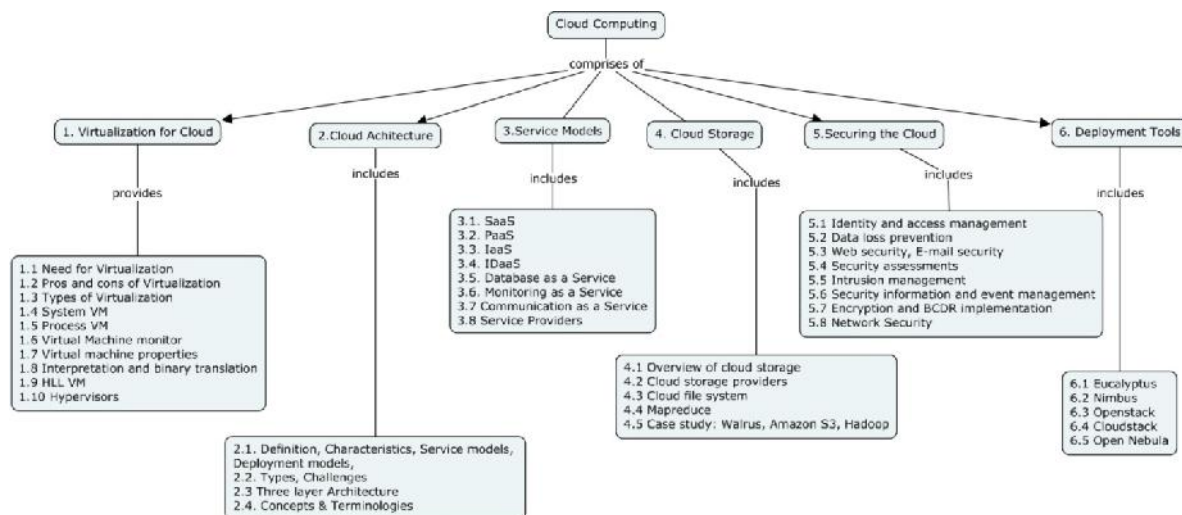 Cloud Computing
comprises of
1. Virtualization for Cloud
2.Cloud Achitecture
3.Service Models
4. Cloud Storage
5.Securing the Cloud
6. Deployment Tools
provides
includes
includes
includes
includes
includes
1.1 Need for Virtualization
1.2 Pros and cons of Virtualization
1.3 Types of Virtualization
1.4 System VM
1.5 Process VM
1.6 Virtual Machine monitor
1.7 Virtual machine properties
1.8 Interpretation and binary translation
1.9 HLL VM
1.10 Hypervisors
2.1. Definition, Characteristics, Service models,
Deployment models,
2.2. Types, Challenges
2.3 Three layer Architecture
2.4. Concepts & Terminologies
3.1. SaaS
3.2. PaaS
3.3. IaaS
3.4. IDaaS
3.5. Database as a Service
3.6. Monitoring as a Service
3.7 Communication as a Service
3.8 Service Providers
4.1 Overview of cloud storage
4.2 Cloud storage providers
4.3 Cloud file system
4.4 Mapreduce
4.5 Case study: Walrus, Amazon S3, Hadoop
5.1 Identity and access management
5.2 Data loss prevention
5.3 Web security, E-mail security
5.4 Security assessments
5.5 Intrusion management
5.6 Security information and event management
5.7 Encryption and BCDR implementation
5.8 Network Security
6.1 Eucalyptus
6.2 Nimbus
6.3 Openstack
6.4 Cloudstack
6.5 Open Nebula